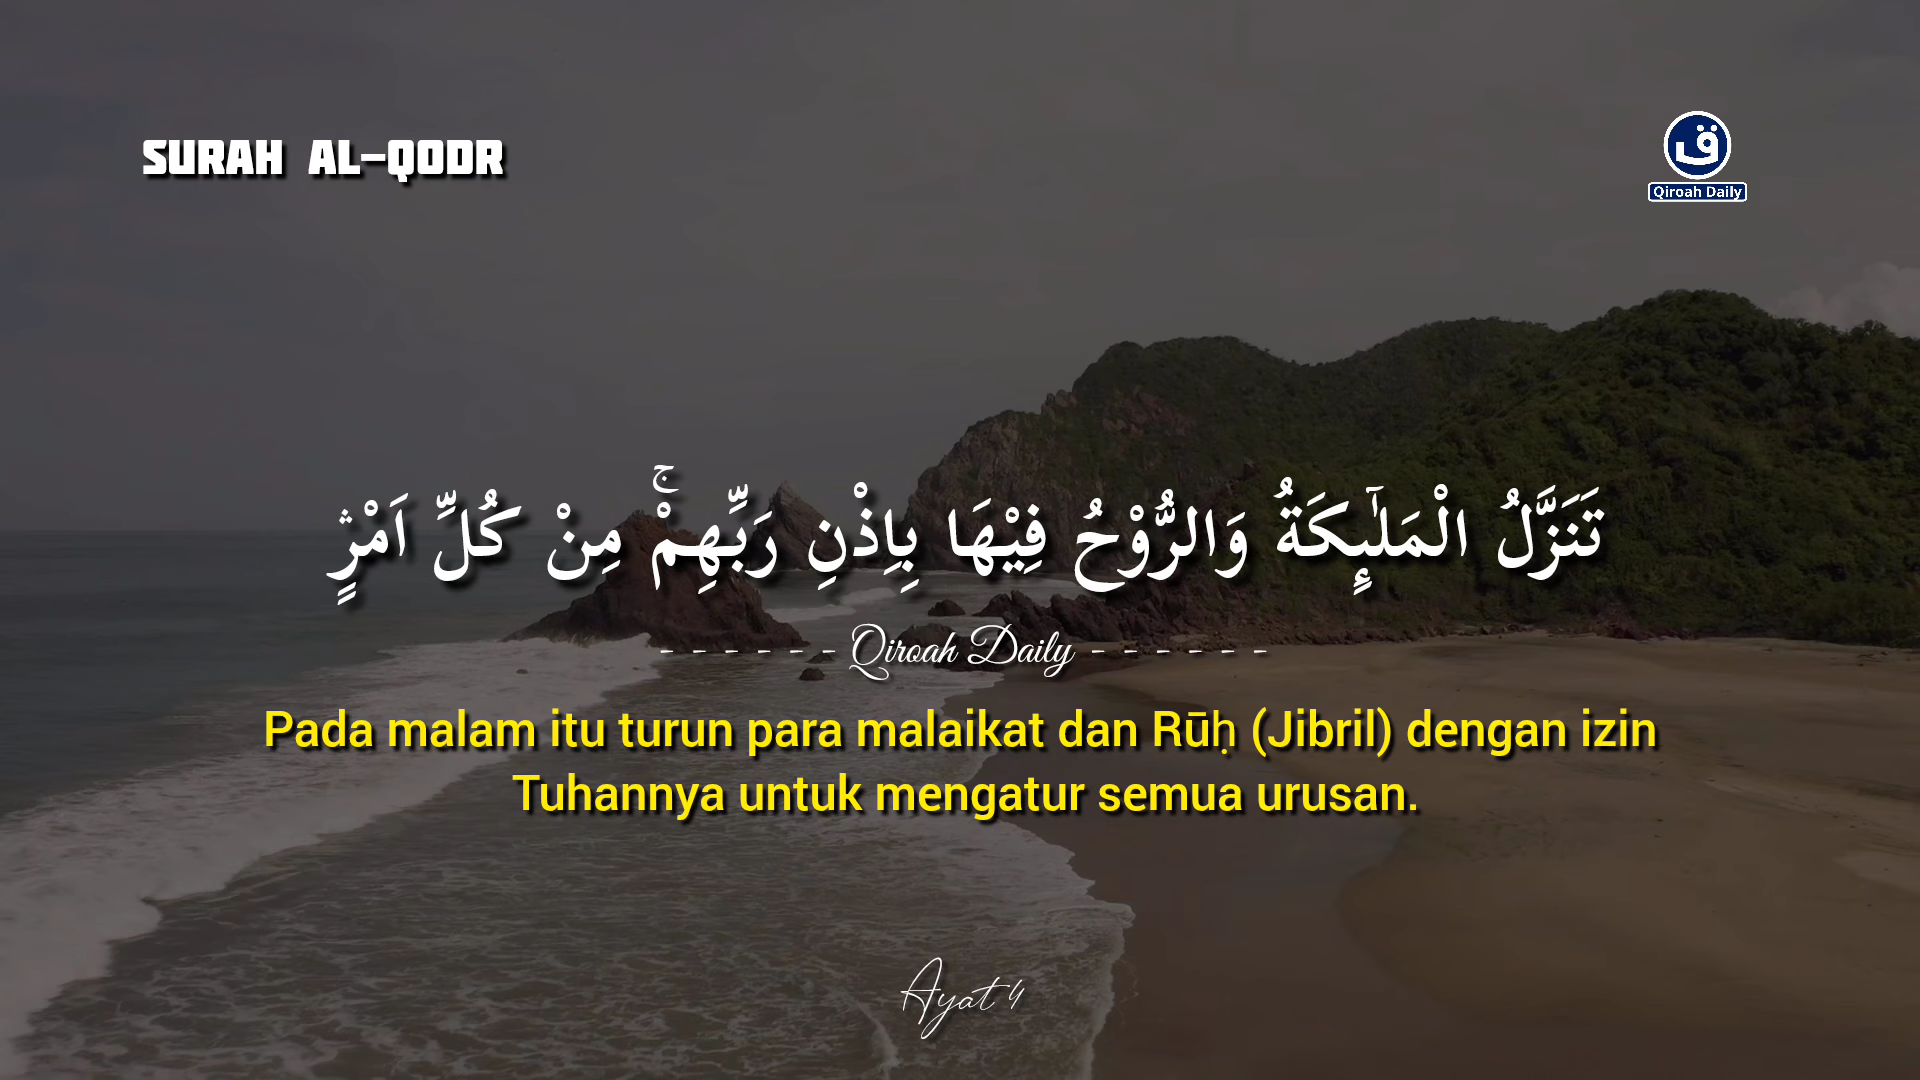 SURAH AL-QODR
ق
Qiroah Daily
تَنَزَّلُ الْمَلٰۤىِٕكَةُ وَالرُّوْحُ فِيْهَا بِاِذْنِ رَبِّهِمْۚ مِنْ كُلِّ اَمْرٍۛ
- - - - - - Qiroah Daily - - - - - -
Pada malam itu turun para malaikat dan Rūḥ (Jibril) dengan izin
Tuhannya untuk mengatur semua urusan.
Ayat 4